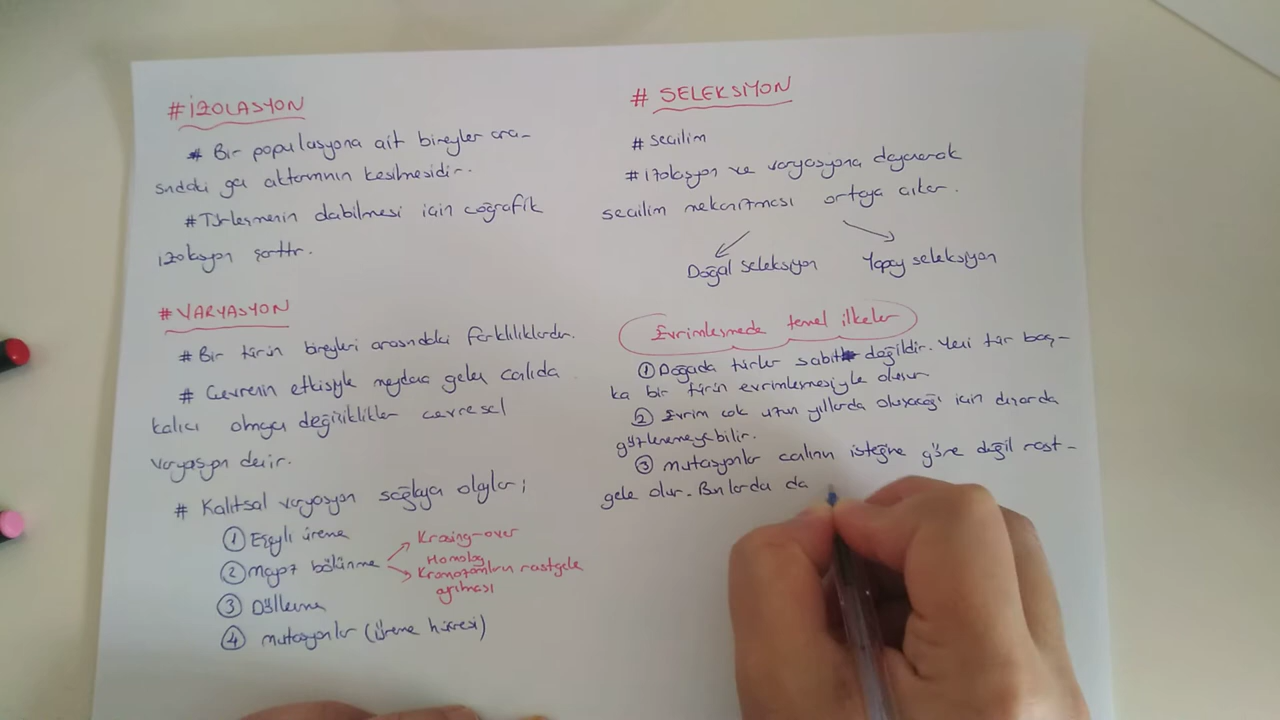 # İZOLASYON
# Bir populasyona ait bireyler ara-
sındaki gen aktarımının kesilmesidir.
# Türleşmenin olabilmesi için coğrafik
izolasyon şarttır.
# VARYASYON
# Bir türün bireyleri arasındaki farklılıklardır.
# Çevrenin etkisiyle meydana gelen canlıda
kalıcı olmayan değişiklikler çevresel
varyasyon denir.
# Kalıtsal varyasyon sağlayan olaylar;
① Eşeyli üreme
② Mayoz bölünme
Krosing-over
Homolog
Kromozomların rastgele
ayrılması
③ Döllenme
④ mutasyonlar (üreme hücresi)
# SELEKSİYON
# seçilim
# izolasyon ve varyasyona dayanarak
seçilim mekanizması ortaya çıkar.
Doğal seleksiyon
Yapay seleksiyon
Evrimleşmede temel ilkeler
① Doğada türler sabit değildir. Yeni tür baş-
ka bir türün evrimleşmesiyle oluşur
② Evrim çok uzun yıllarda oluşacağı için dışarda
gözlenemeyebilir.
③ mutasyonlar canlının isteğine göre değil rast-
gele olur. Bunlarda da